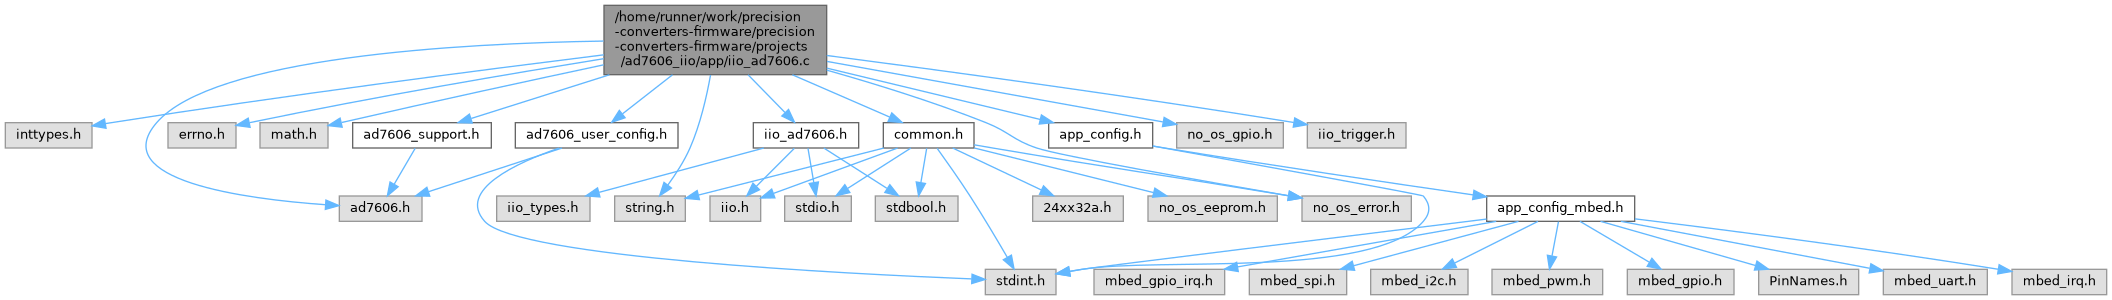 /home/runner/work/precision
-converters-firmware/precision
-converters-firmware/projects
/ad7606_iio/app/iio_ad7606.c
inttypes.h
errno.h
math.h
ad7606_support.h
ad7606_user_config.h
iio_ad7606.h
common.h
app_config.h
no_os_gpio.h
iio_trigger.h
ad7606.h
iio_types.h
string.h
iio.h
stdio.h
stdbool.h
24xx32a.h
no_os_eeprom.h
no_os_error.h
app_config_mbed.h
stdint.h
mbed_gpio_irq.h
mbed_spi.h
mbed_i2c.h
mbed_pwm.h
mbed_gpio.h
PinNames.h
mbed_uart.h
mbed_irq.h